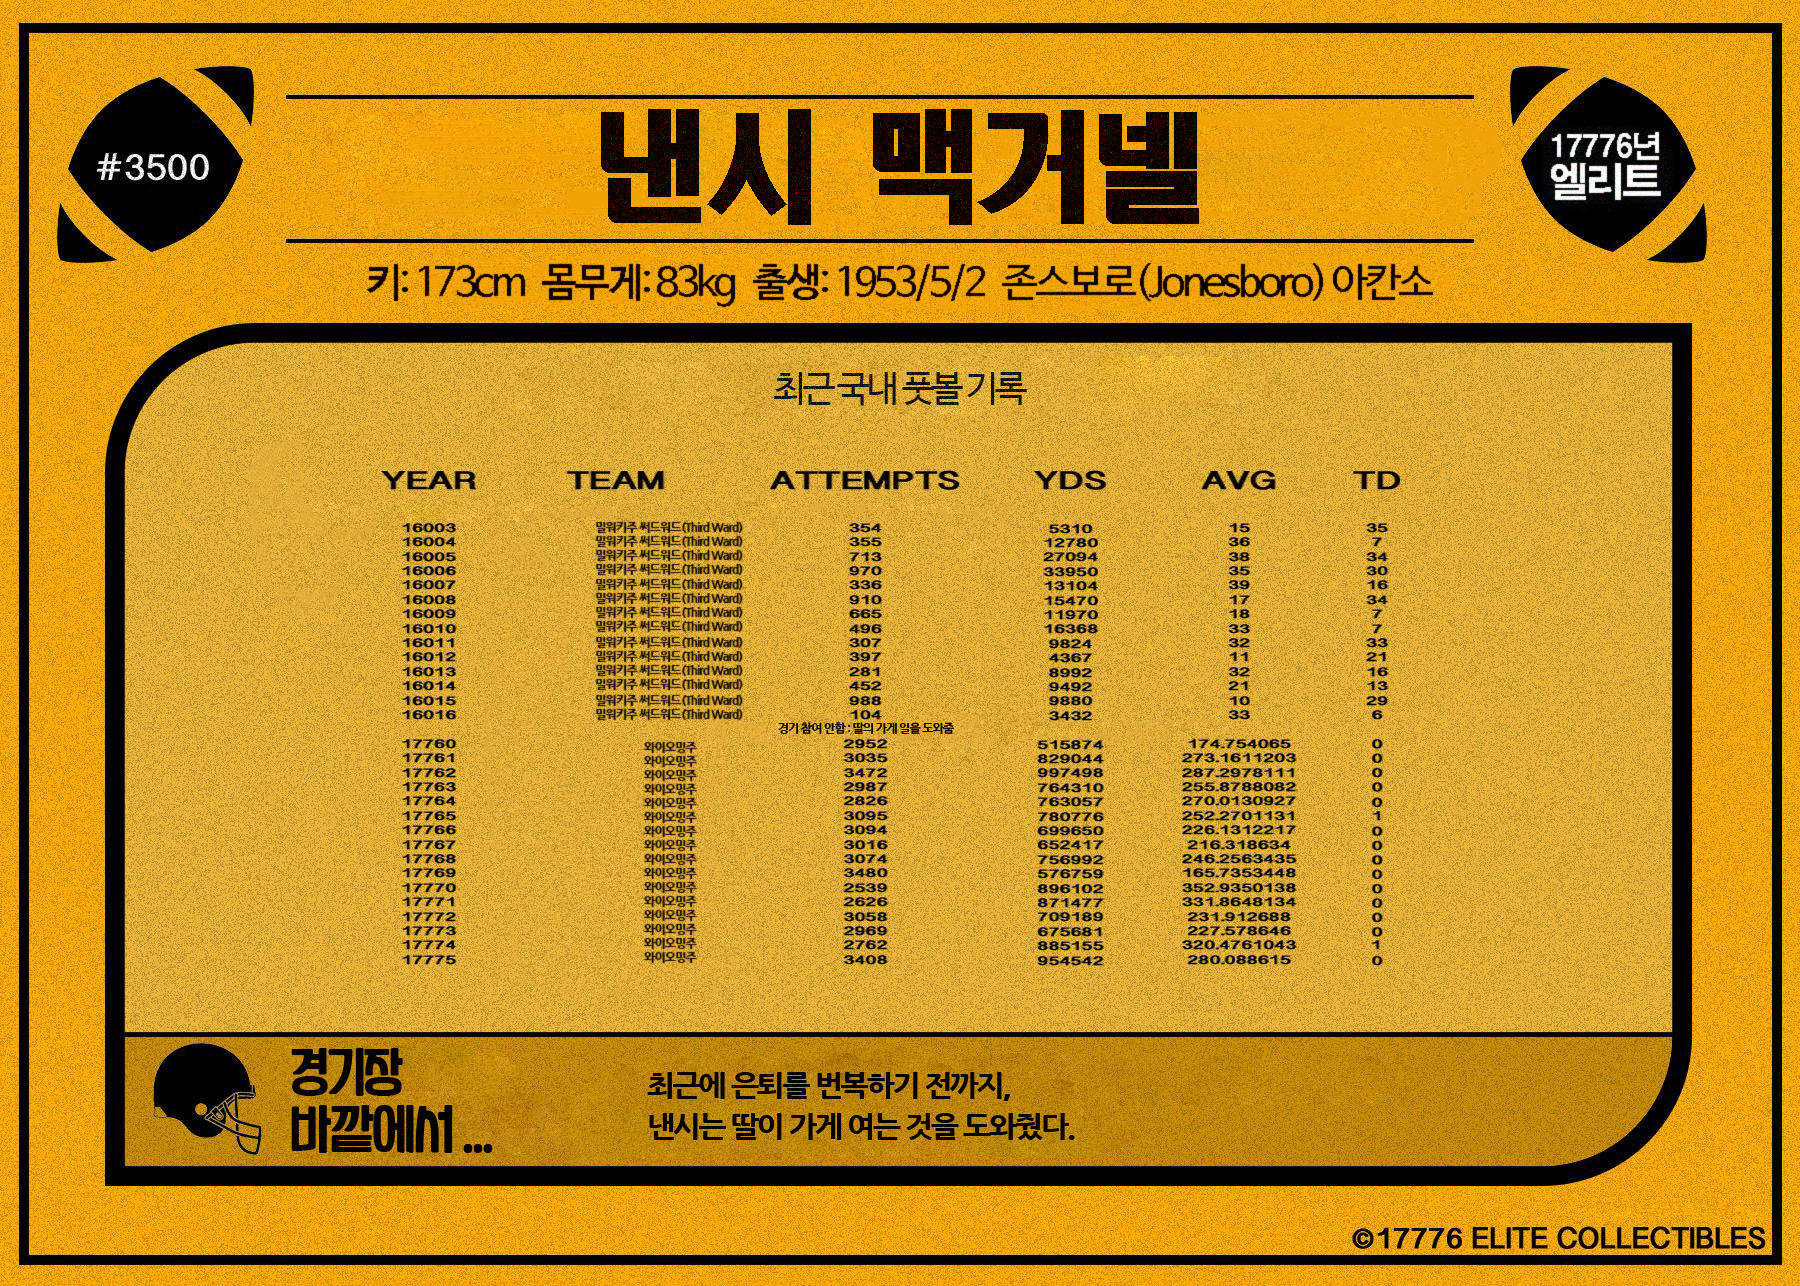 #3500
낸시 맥거넬
17776년
엘리트
키: 173cm 몸무게: 83kg 출생: 1953/5/2 존스보로(Jonesboro) 아칸소
최근 국내 풋볼 기록
YEAR TEAM ATTEMPTS YDS AVG TD
16003 밀워키주 써드워드(Third Ward) 354 5310 15 35
16004 밀워키주 써드워드(Third Ward) 355 12780 36 7
16005 밀워키주 써드워드(Third Ward) 713 27094 38 34
16006 밀워키주 써드워드(Third Ward) 970 33950 35 30
16007 밀워키주 써드워드(Third Ward) 336 13104 39 16
16008 밀워키주 써드워드(Third Ward) 910 15470 17 34
16009 밀워키주 써드워드(Third Ward) 665 11970 18 7
16010 밀워키주 써드워드(Third Ward) 496 16368 33 7
16011 밀워키주 써드워드(Third Ward) 307 9824 32 33
16012 밀워키주 써드워드(Third Ward) 397 4367 11 21
16013 밀워키주 써드워드(Third Ward) 281 8992 32 16
16014 밀워키주 써드워드(Third Ward) 452 9492 21 13
16015 밀워키주 써드워드(Third Ward) 988 9880 10 29
16016 밀워키주 써드워드(Third Ward) 104 3432 33 6
경기 참여 안함 : 딸의 가게 일을 도와줌
17760 와이오밍주 2952 515874 174.754065 0
17761 와이오밍주 3035 829044 273.1611203 0
17762 와이오밍주 3472 997498 287.2978111 0
17763 와이오밍주 2987 764310 255.8788082 0
17764 와이오밍주 2826 763057 270.0130927 0
17765 와이오밍주 3095 780776 252.2701131 1
17766 와이오밍주 3094 699650 226.1312217 0
17767 와이오밍주 3016 652417 216.318634 0
17768 와이오밍주 3074 756992 246.2563435 0
17769 와이오밍주 3480 576759 165.7353448 0
17770 와이오밍주 2539 896102 352.9350138 0
17771 와이오밍주 2626 871477 331.8648134 0
17772 와이오밍주 3058 709189 231.912688 0
17773 와이오밍주 2969 675681 227.578646 0
17774 와이오밍주 2762 885155 320.4761043 1
17775 와이오밍주 3408 954542 280.088615 0
경기장
바깥에서 ...
최근에 은퇴를 번복하기 전까지,
낸시는 딸이 가게 여는 것을 도와줬다.
©17776 ELITE COLLECTIBLES